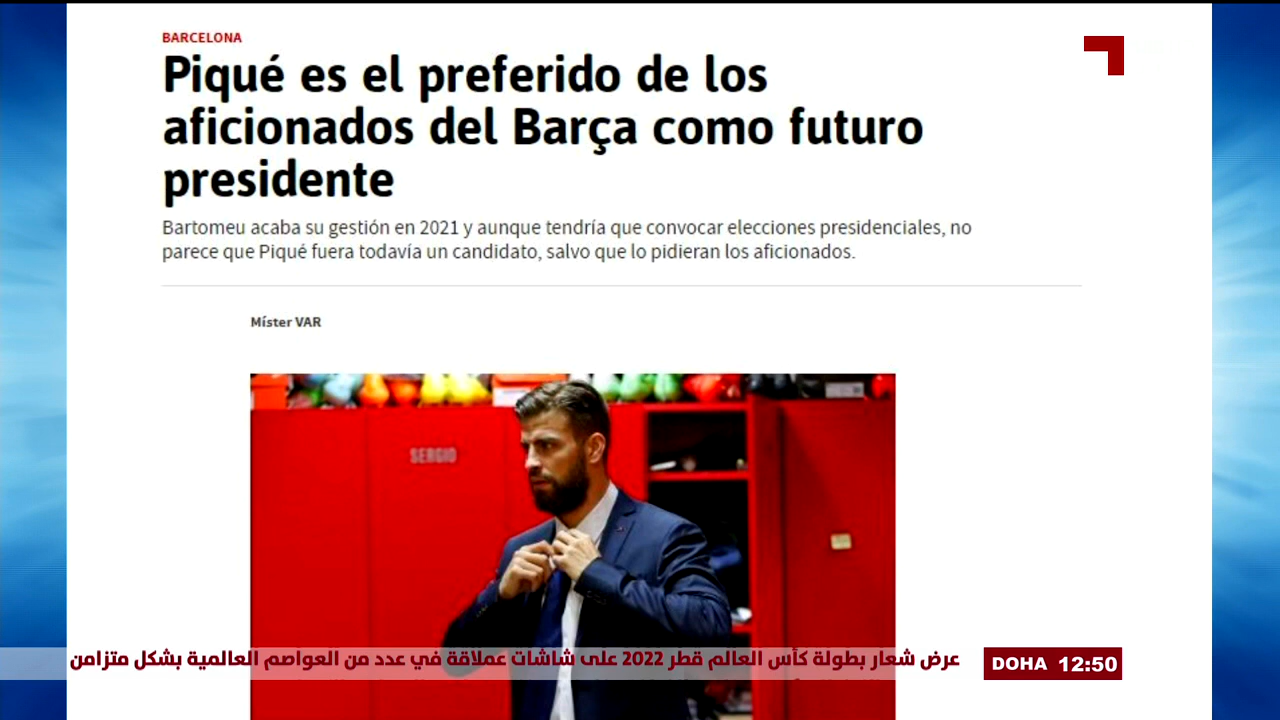 BARCELONA
Piqué es el preferido de los
aficionados del Barça como futuro
presidente
Bartomeu acaba su gestión en 2021 y aunque tendría que convocar elecciones presidenciales, no
parece que Piqué fuera todavía un candidato, salvo que lo pidieran los aficionados.
Míster VAR
SERGIO
عرض شعار بطولة كأس العالم قطر 2022 على شاشات عملاقة في عدد من العواصم العالمية بشكل متزامن
DOHA 12:50